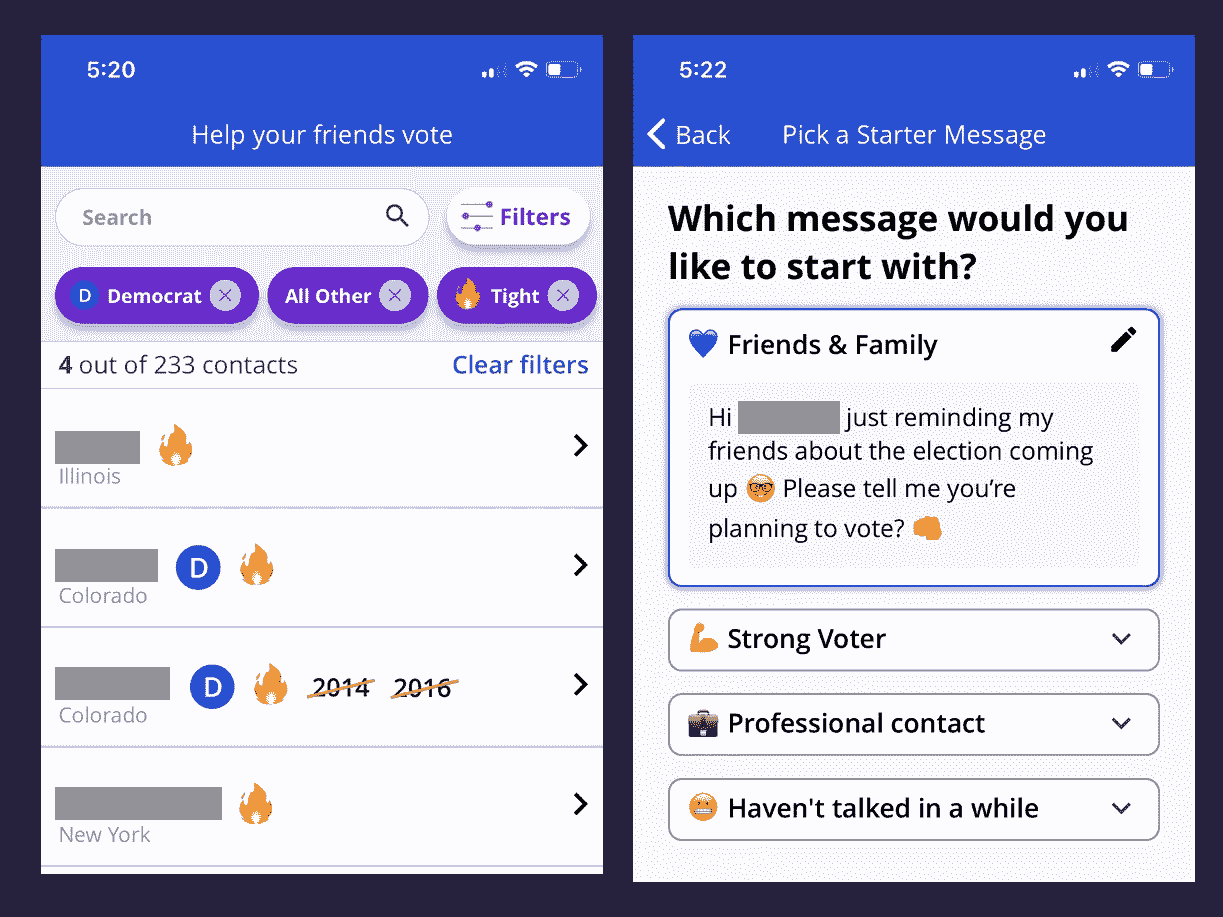 5:20
Help your friends vote
Search
Filters
D Democrat
All Other
Tight
4 out of 233 contacts
Clear filters
Illinois
D
Colorado
D 2014 2016
Colorado
New York
5:22
Back
Pick a Starter Message
Which message would you
like to start with?
Friends & Family
Hi just reminding my
friends about the election coming
up Please tell me you're
planning to vote?
Strong Voter
Professional contact
Haven't talked in a while